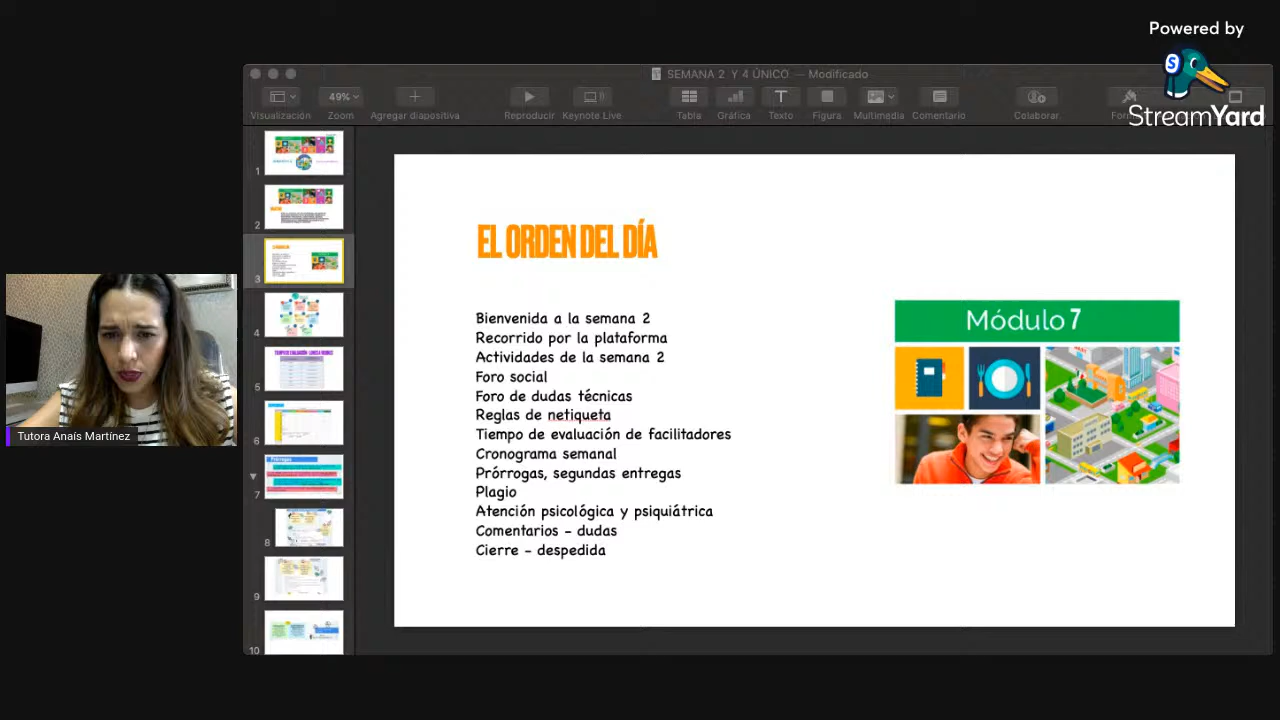 Powered by
StreamYard
SEMANA 2 Y 4 ÚNICO — Modificado
49%
Visualización
Zoom
Agregar diapositiva
Reproducir
Keynote Live
Tabla
Gráfica
Texto
Figura
Multimedia
Comentario
Colaborar
1
2
3
4
5
6
7
8
9
10
Prórrogas
EL ORDEN DEL DÍA
Bienvenida a la semana 2
Recorrido por la plataforma
Actividades de la semana 2
Foro social
Foro de dudas técnicas
Reglas de netiqueta
Tiempo de evaluación de facilitadores
Cronograma semanal
Prórrogas, segundas entregas
Plagio
Atención psicológica y psiquiátrica
Comentarios - dudas
Cierre - despedida
Módulo 7
Tutora Anaís Martínez